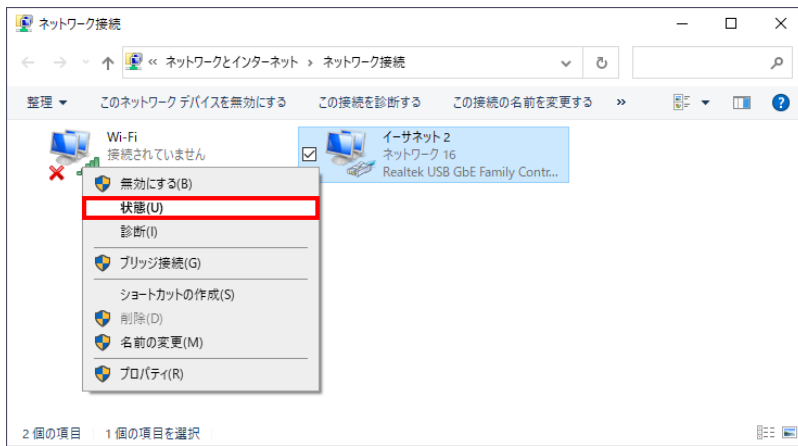 ネットワーク接続
« ネットワークとインターネット › ネットワーク接続
整理 ▼ このネットワーク デバイスを無効にする この接続を診断する この接続の名前を変更する »
Wi-Fi
接続されていません
イーサネット 2
ネットワーク 16
Realtek USB GbE Family Contr...
無効にする(B)
状態(U)
診断(I)
ブリッジ接続(G)
ショートカットの作成(S)
削除(D)
名前の変更(M)
プロパティ(R)
2 個の項目 1 個の項目を選択